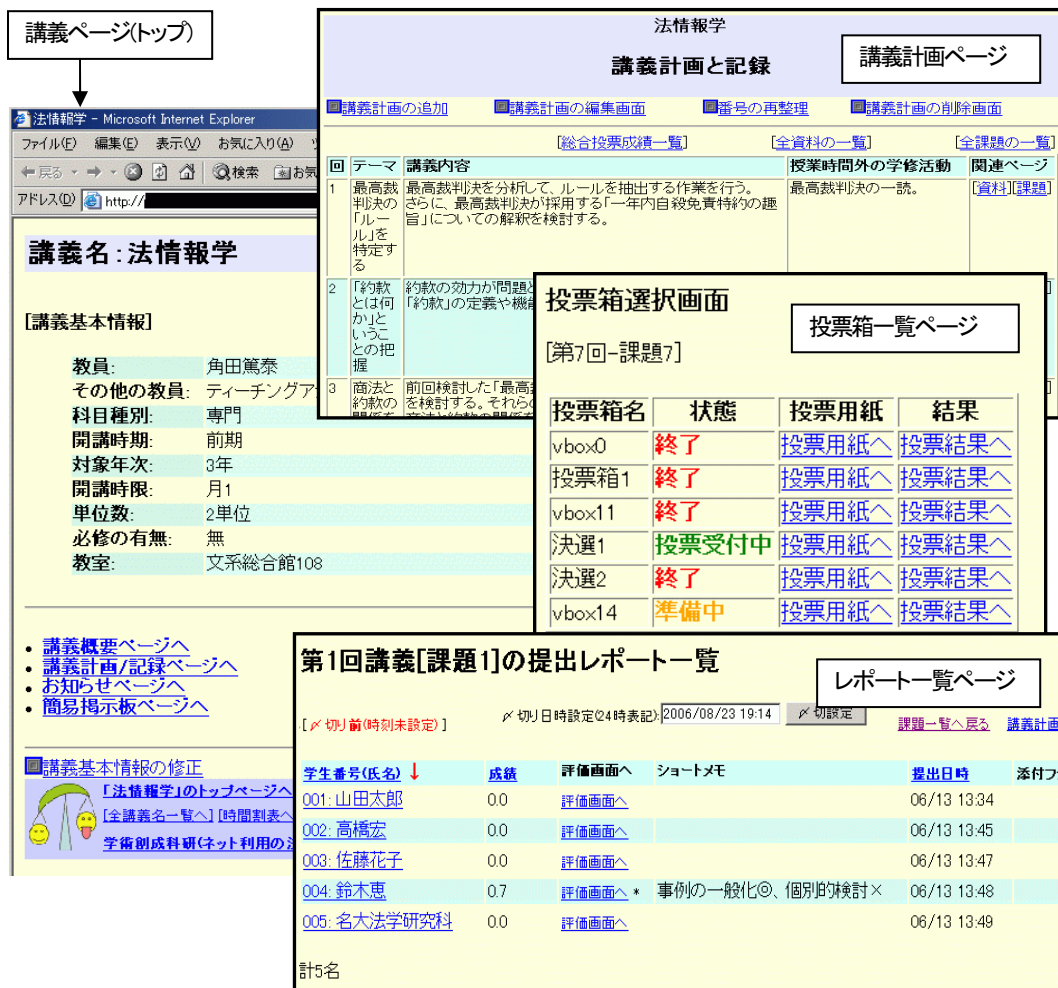 講義ページ(トップ)
法情報学 - Microsoft Internet Explorer
ファイル(F) 編集(E) 表示(V) お気に入り(A)
戻る 検索 お気
アドレス(D) http://
講義名:法情報学
[講義基本情報]
教員: 角田篤泰
その他の教員: ティーチングア
科目種別: 専門
開講時期: 前期
対象年次: 3年
開講時限: 月1
単位数: 2単位
必修の有無: 無
教室: 文系総合館108
講義概要ページへ
講義計画/記録ページへ
お知らせページへ
簡易掲示板ページへ
講義基本情報の修正
「法情報学」のトップページへ
[全講義名一覧へ] [時間割表へ
学術創成科研(ネット利用の法
法情報学
講義計画と記録
講義計画ページ
講義計画の追加 講義計画の編集画面 番号の再整理 講義計画の削除画面
[総合投票成績一覧] [全資料の一覧] [全課題の一覧]
回 テーマ 講義内容 授業時間外の学修活動 関連ページ
1 最高裁判決の「ルール」を特定する 最高裁判決を分析して、ルールを抽出する作業を行う。 最高裁判決の一読。 [資料][課題]
さらに、最高裁判決が採用する「一年内自殺免責特約の趣旨」についての解釈を検討する。
2 「約款とは何か」ということの把握 約款の効力が問題と
「約款」の定義や機能
3 商法と約款の関係を 前回検討した「最高裁
を検討する。それらの
投票箱選択画面
投票箱一覧ページ
[第7回-課題7]
投票箱名 状態 投票用紙 結果
vbox0 終了 投票用紙へ 投票結果へ
投票箱1 終了 投票用紙へ 投票結果へ
vbox11 終了 投票用紙へ 投票結果へ
決選1 投票受付中 投票用紙へ 投票結果へ
決選2 終了 投票用紙へ 投票結果へ
vbox14 準備中 投票用紙へ 投票結果へ
第1回講義[課題1]の提出レポート一覧
レポート一覧ページ
[〆切り前(時刻未設定)] 〆切り日時設定(24時表記): 2006/08/23 19:14 〆切設定 課題一覧へ戻る 講義計画
学生番号(氏名) ↓ 成績 評価画面へ ショートメモ 提出日時 添付フ
001: 山田太郎 0.0 評価画面へ 06/13 13:34
002: 高橋宏 0.0 評価画面へ 06/13 13:45
003: 佐藤花子 0.0 評価画面へ 06/13 13:47
004: 鈴木恵 0.7 評価画面へ * 事例の一般化◎、個別的検討× 06/13 13:48
005: 名大法学研究科 0.0 評価画面へ 06/13 13:49
計5名